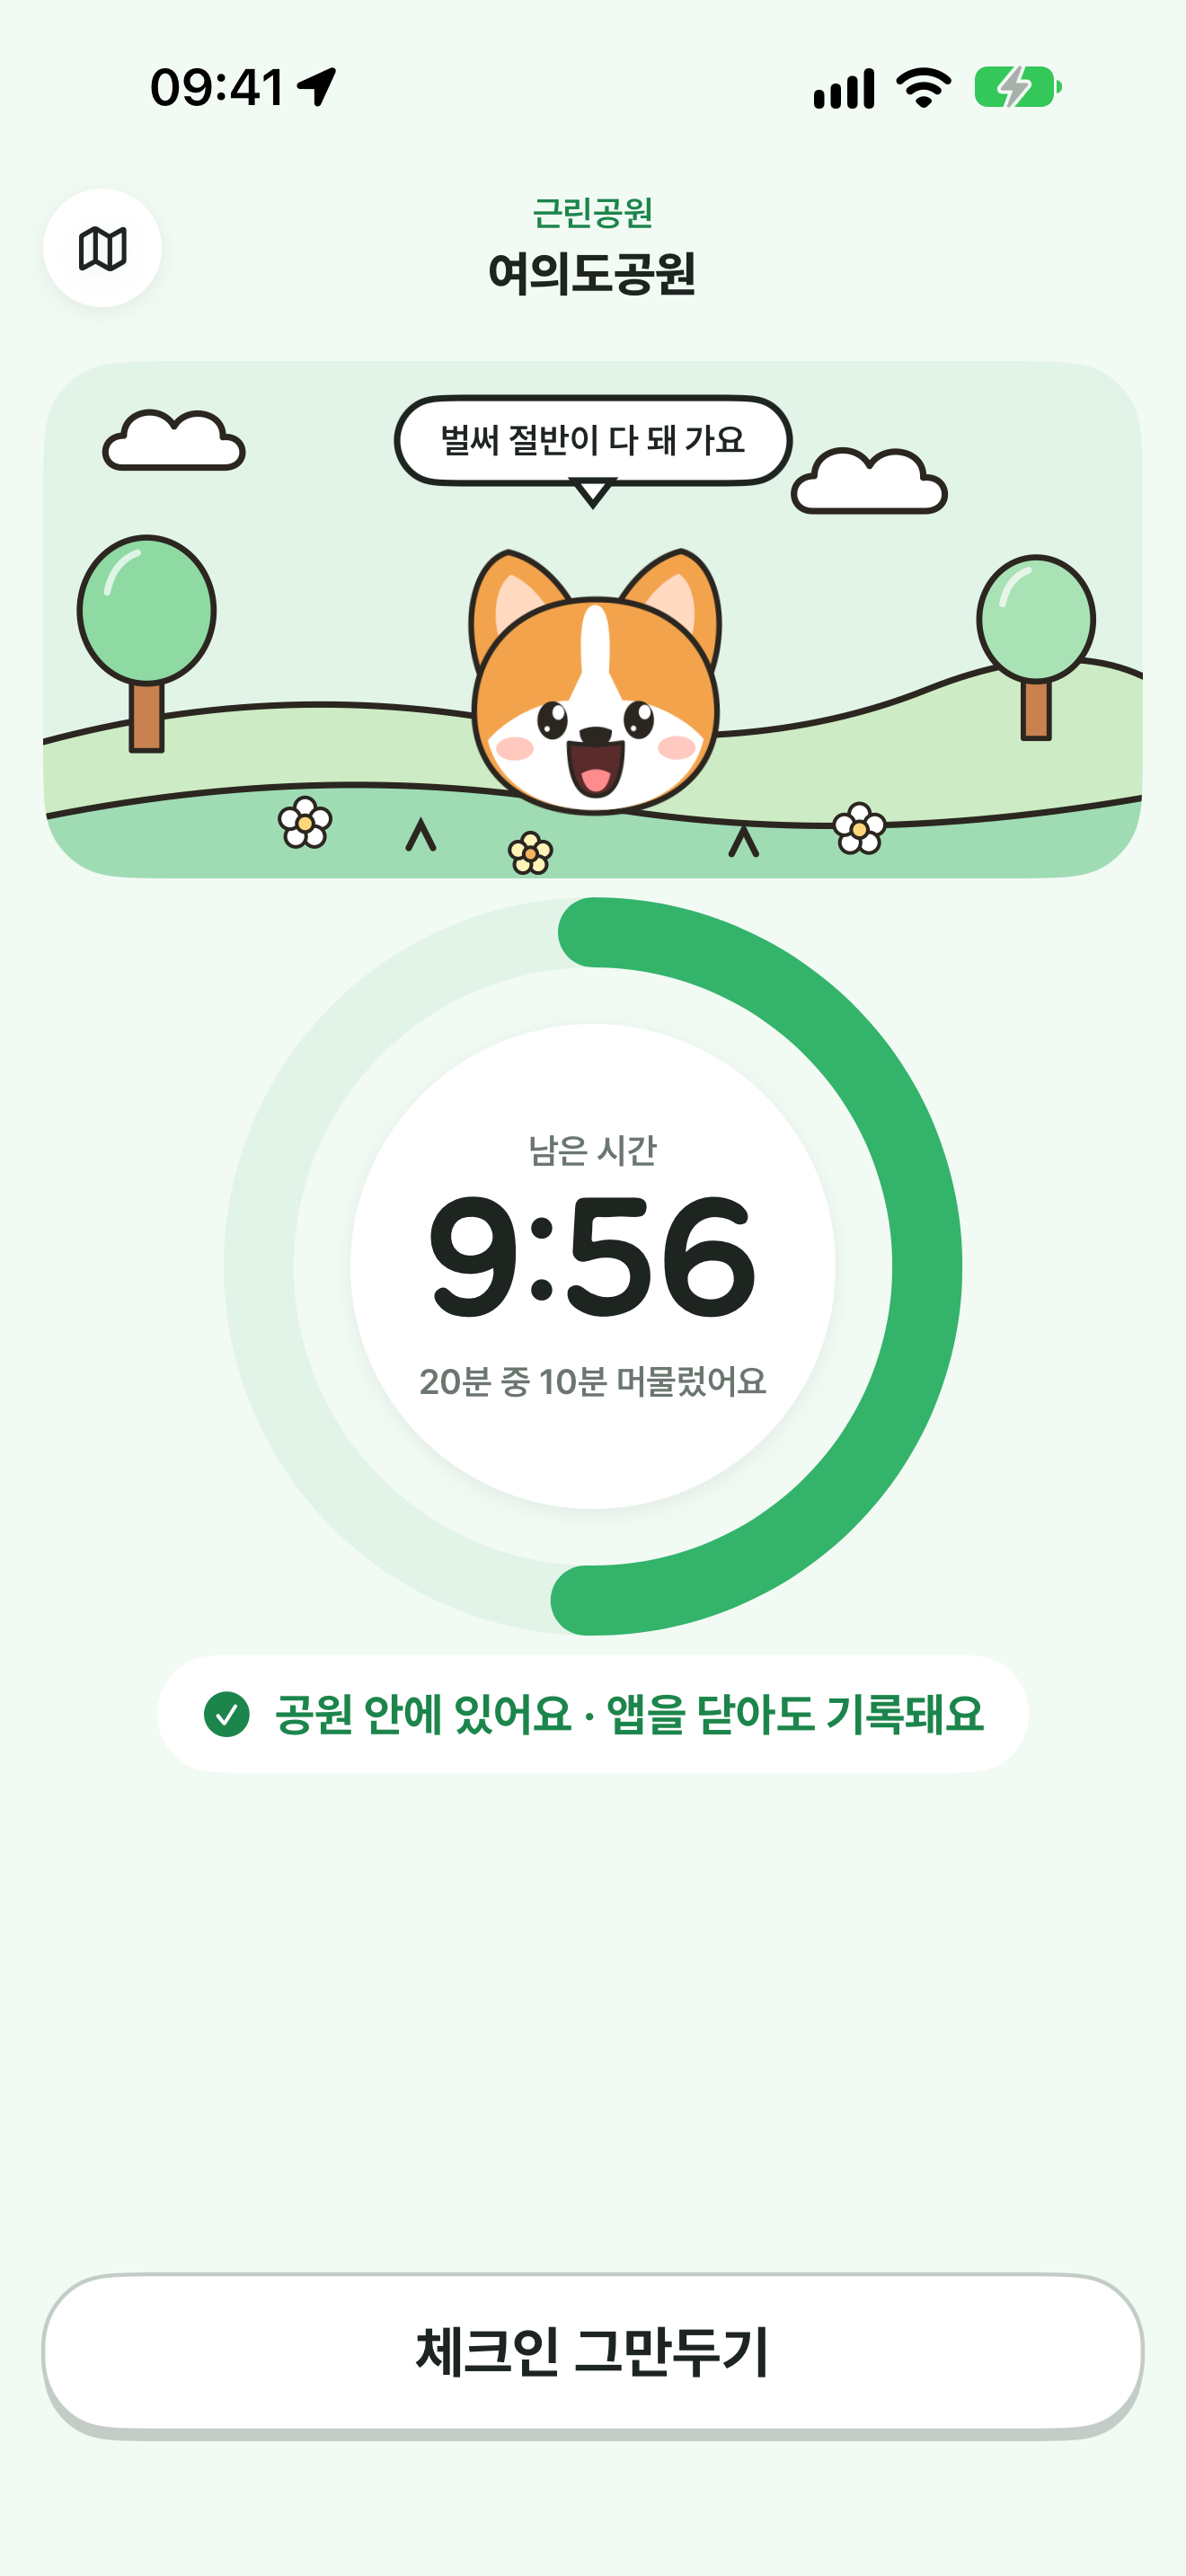 09:41
근린공원
여의도공원
벌써 절반이 다 돼 가요
남은 시간
9:56
20분 중 10분 머물렀어요
공원 안에 있어요 · 앱을 닫아도 기록돼요
체크인 그만두기